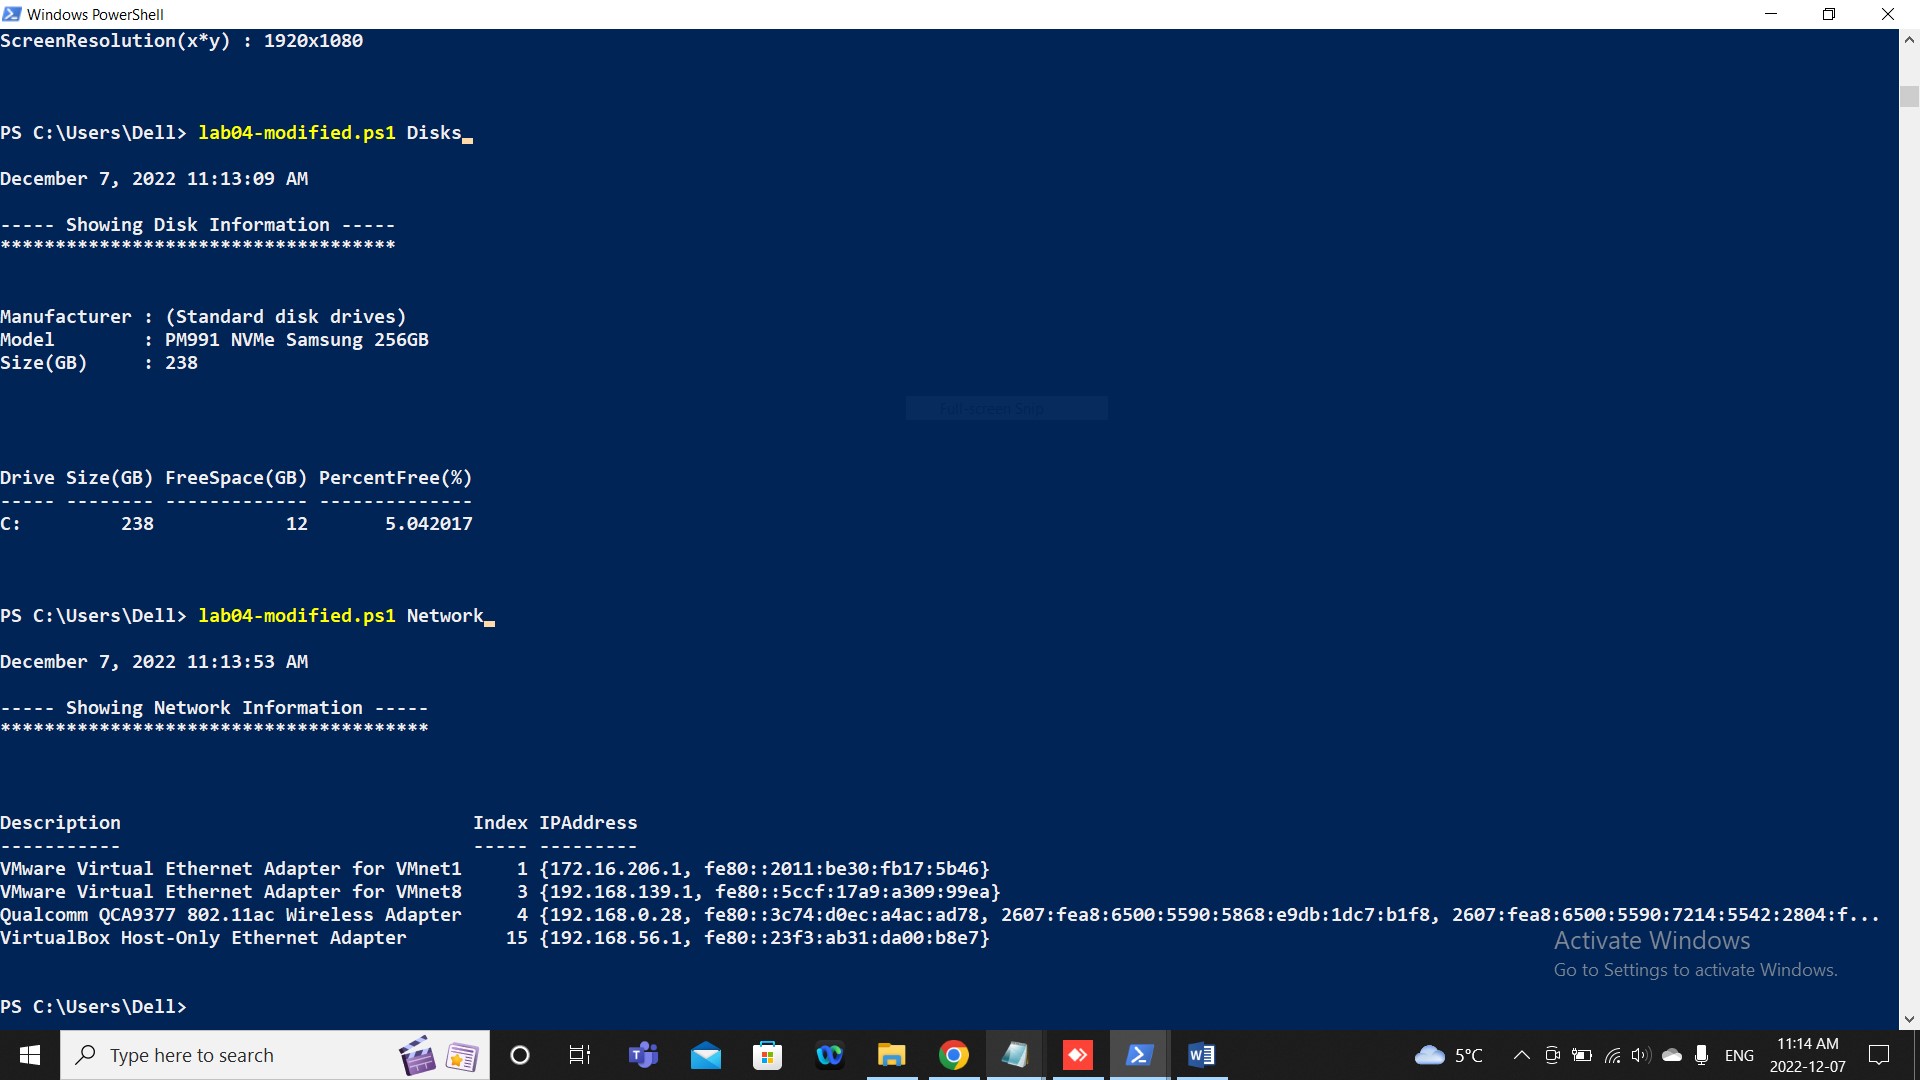 Windows PowerShell
ScreenResolution(x*y) : 1920x1080
PS C:\Users\Dell> lab04-modified.ps1 Disks
December 7, 2022 11:13:09 AM
----- Showing Disk Information -----
************************************
Manufacturer : (Standard disk drives)
Model        : PM991 NVMe Samsung 256GB
Size(GB)     : 238
Full-screen Snip
Drive Size(GB) FreeSpace(GB) PercentFree(%)
----- -------- ------------- --------------
C:         238            12       5.042017
PS C:\Users\Dell> lab04-modified.ps1 Network
December 7, 2022 11:13:53 AM
----- Showing Network Information -----
***************************************
Description                                Index IPAddress
-----------                                ----- ---------
VMware Virtual Ethernet Adapter for VMnet1     1 {172.16.206.1, fe80::2011:be30:fb17:5b46}
VMware Virtual Ethernet Adapter for VMnet8     3 {192.168.139.1, fe80::5ccf:17a9:a309:99ea}
Qualcomm QCA9377 802.11ac Wireless Adapter     4 {192.168.0.28, fe80::3c74:d0ec:a4ac:ad78, 2607:fea8:6500:5590:5868:e9db:1dc7:b1f8, 2607:fea8:6500:5590:7214:5542:2804:f...
VirtualBox Host-Only Ethernet Adapter         15 {192.168.56.1, fe80::23f3:ab31:da00:b8e7}
Activate Windows
Go to Settings to activate Windows.
PS C:\Users\Dell>
Type here to search
5°C
ENG
11:14 AM
2022-12-07